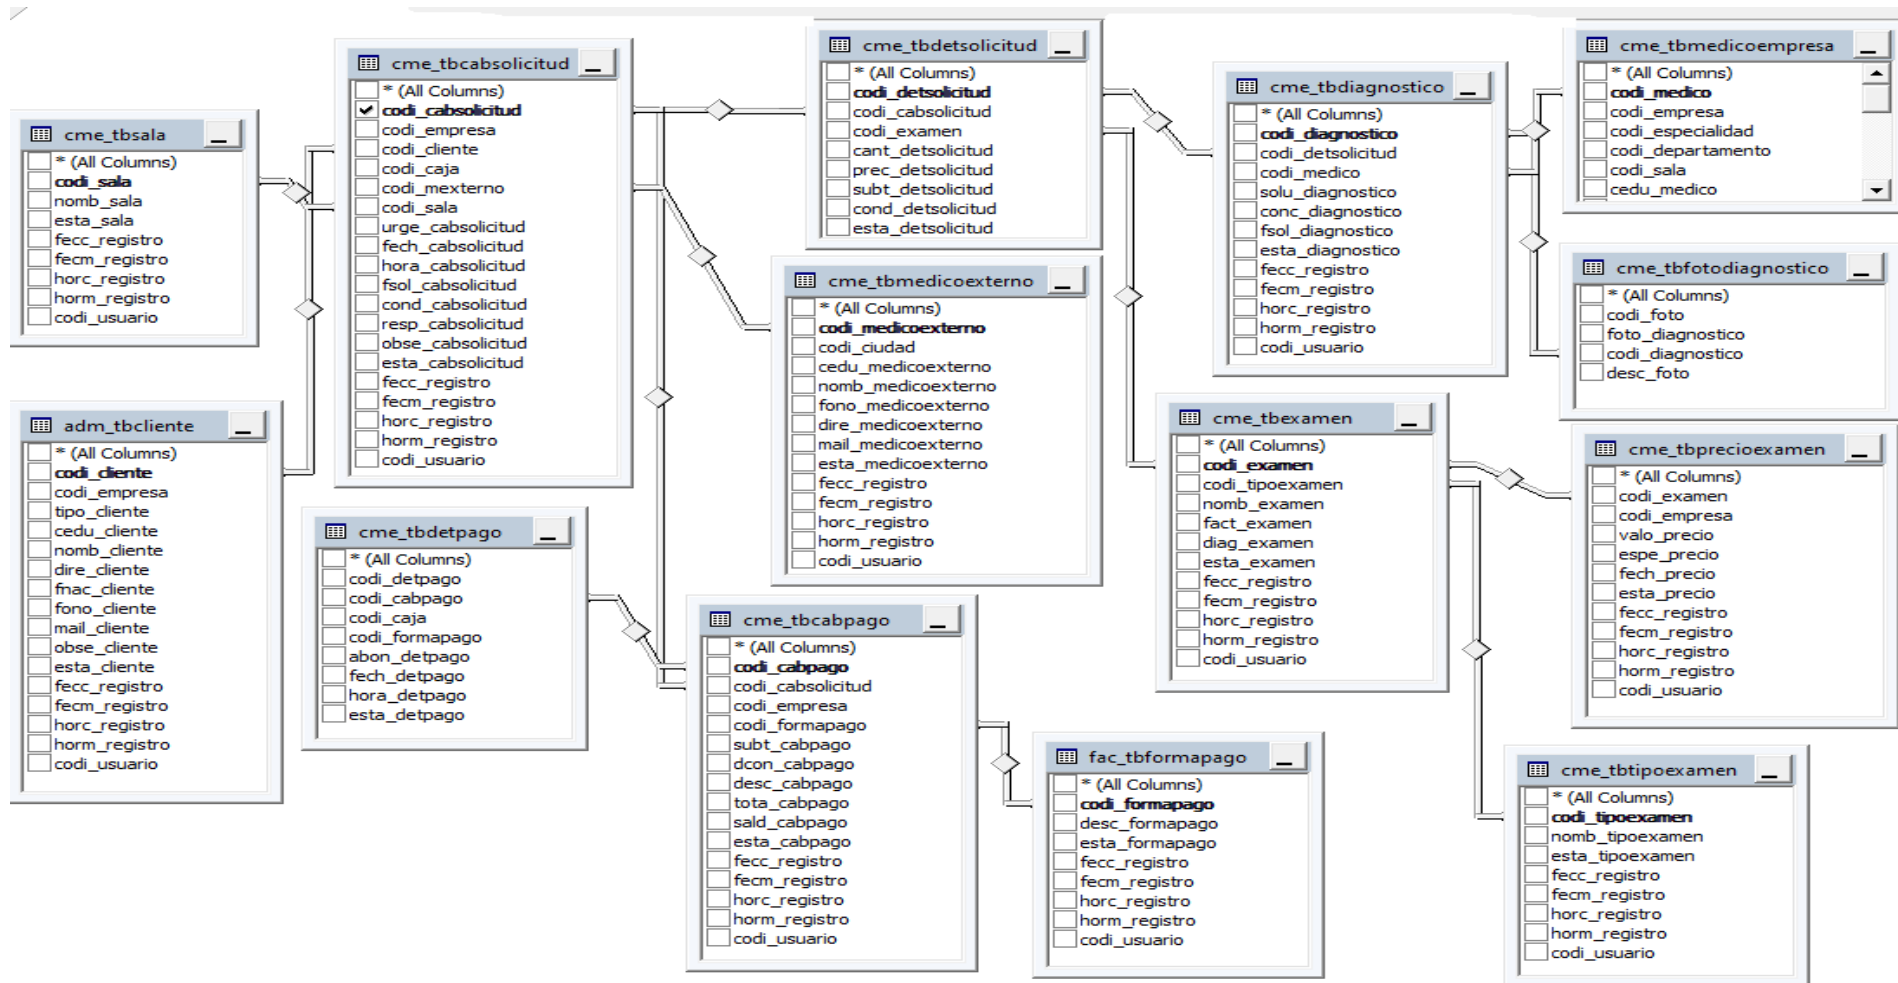 cme_tbsala
* (All Columns)
codi_sala
nomb_sala
esta_sala
fecc_registro
fecm_registro
horc_registro
horm_registro
codi_usuario
adm_tbcliente
* (All Columns)
codi_cliente
codi_empresa
tipo_cliente
cedu_cliente
nomb_cliente
dire_cliente
fnac_cliente
fono_cliente
mail_cliente
obse_cliente
esta_cliente
fecc_registro
fecm_registro
horc_registro
horm_registro
codi_usuario
cme_tbcabsolicitud
* (All Columns)
codi_cabsolicitud
codi_empresa
codi_cliente
codi_caja
codi_mexterno
codi_sala
urge_cabsolicitud
fech_cabsolicitud
hora_cabsolicitud
fsol_cabsolicitud
cond_cabsolicitud
resp_cabsolicitud
obse_cabsolicitud
esta_cabsolicitud
fecc_registro
fecm_registro
horc_registro
horm_registro
codi_usuario
cme_tbdetpago
* (All Columns)
codi_detpago
codi_cabpago
codi_caja
codi_formapago
abon_detpago
fech_detpago
hora_detpago
esta_detpago
cme_tbdetsolicitud
* (All Columns)
codi_detsolicitud
codi_cabsolicitud
codi_examen
cant_detsolicitud
prec_detsolicitud
subt_detsolicitud
cond_detsolicitud
esta_detsolicitud
cme_tbmedicoexterno
* (All Columns)
codi_medicoexterno
codi_ciudad
cedu_medicoexterno
nomb_medicoexterno
fono_medicoexterno
dire_medicoexterno
mail_medicoexterno
esta_medicoexterno
fecc_registro
fecm_registro
horc_registro
horm_registro
codi_usuario
cme_tbcabpago
* (All Columns)
codi_cabpago
codi_cabsolicitud
codi_empresa
codi_formapago
subt_cabpago
dcon_cabpago
desc_cabpago
tota_cabpago
sald_cabpago
esta_cabpago
fecc_registro
fecm_registro
horc_registro
horm_registro
codi_usuario
fac_tbformapago
* (All Columns)
codi_formapago
desc_formapago
esta_formapago
fecc_registro
fecm_registro
horc_registro
horm_registro
codi_usuario
cme_tbdiagnostico
* (All Columns)
codi_diagnostico
codi_detsolicitud
codi_medico
solu_diagnostico
conc_diagnostico
fsol_diagnostico
esta_diagnostico
fecc_registro
fecm_registro
horc_registro
horm_registro
codi_usuario
cme_tbexamen
* (All Columns)
codi_examen
codi_tipoexamen
nomb_examen
fact_examen
diag_examen
esta_examen
fecc_registro
fecm_registro
horc_registro
horm_registro
codi_usuario
cme_tbmedicoempresa
* (All Columns)
codi_medico
codi_empresa
codi_especialidad
codi_departamento
codi_sala
cedu_medico
cme_tbfotodiagnostico
* (All Columns)
codi_foto
foto_diagnostico
codi_diagnostico
desc_foto
cme_tbprecioexamen
* (All Columns)
codi_examen
codi_empresa
valo_precio
espe_precio
fech_precio
esta_precio
fecc_registro
fecm_registro
horc_registro
horm_registro
codi_usuario
cme_tbtipoexamen
* (All Columns)
codi_tipoexamen
nomb_tipoexamen
esta_tipoexamen
fecc_registro
fecm_registro
horc_registro
horm_registro
codi_usuario